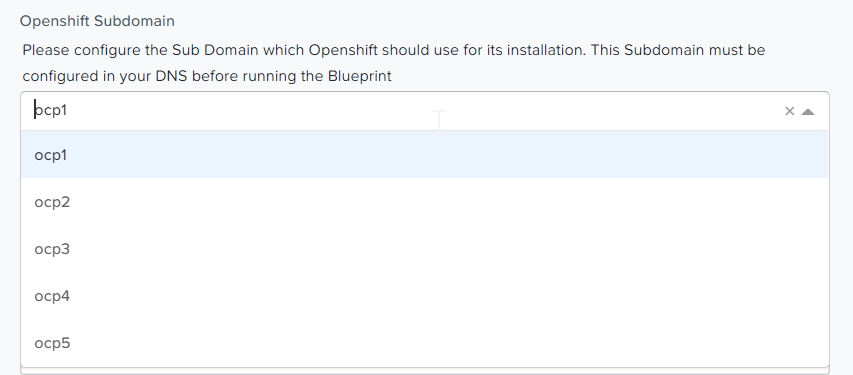 Openshift Subdomain
Please configure the Sub Domain which Openshift should use for its installation. This Subdomain must be
configured in your DNS before running the Blueprint
ocp1
ocp1
ocp2
ocp3
ocp4
ocp5